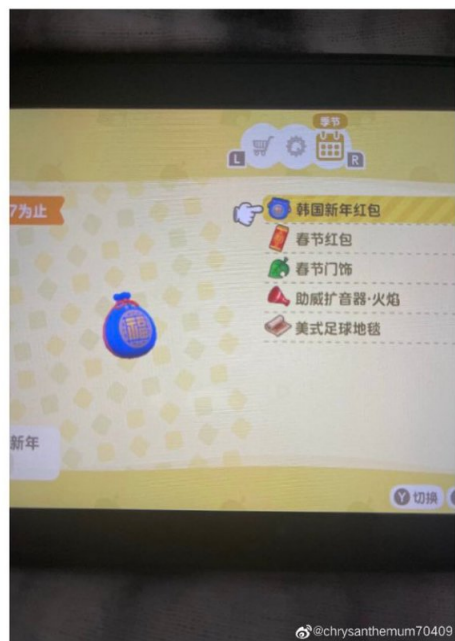 季节
L
R
7为止
韩国新年红包
春节红包
春节门饰
助威扩音器·火焰
美式足球地毯
福
新年
Y 切换
@chrysanthemum70409